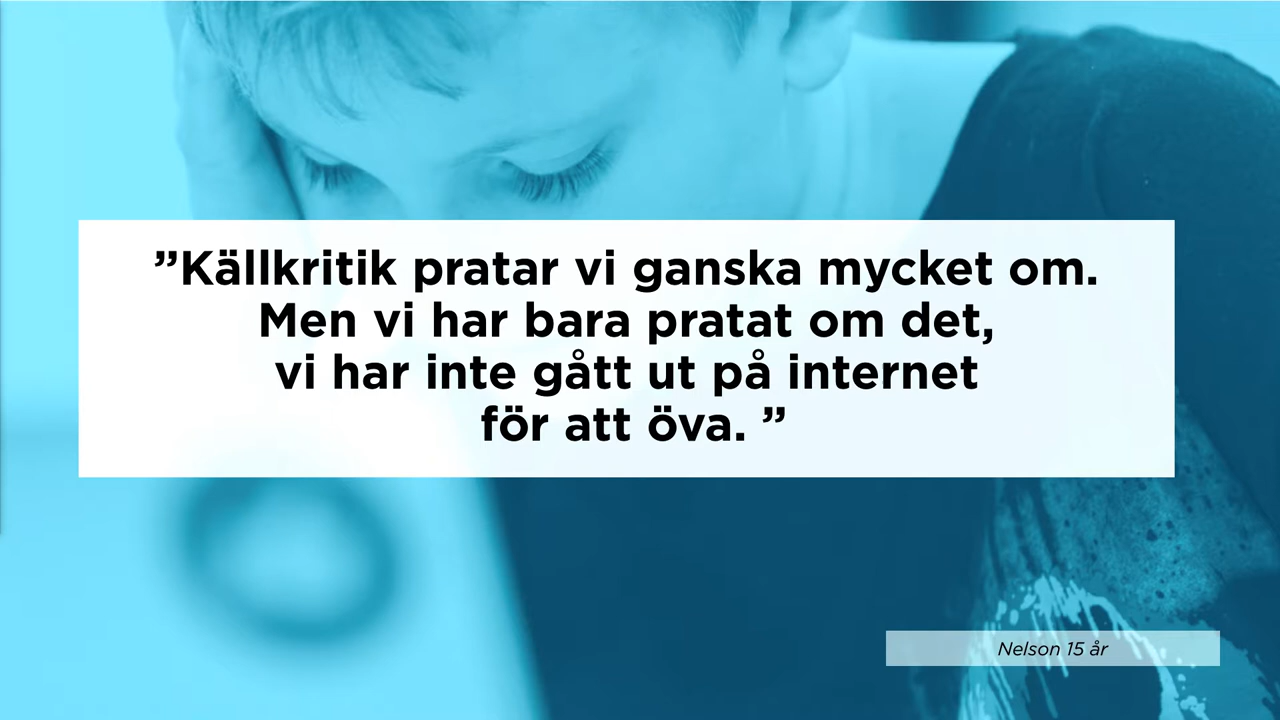 ”Källkritik pratar vi ganska mycket om.
Men vi har bara pratat om det,
vi har inte gått ut på internet
för att öva. ”
Nelson 15 år